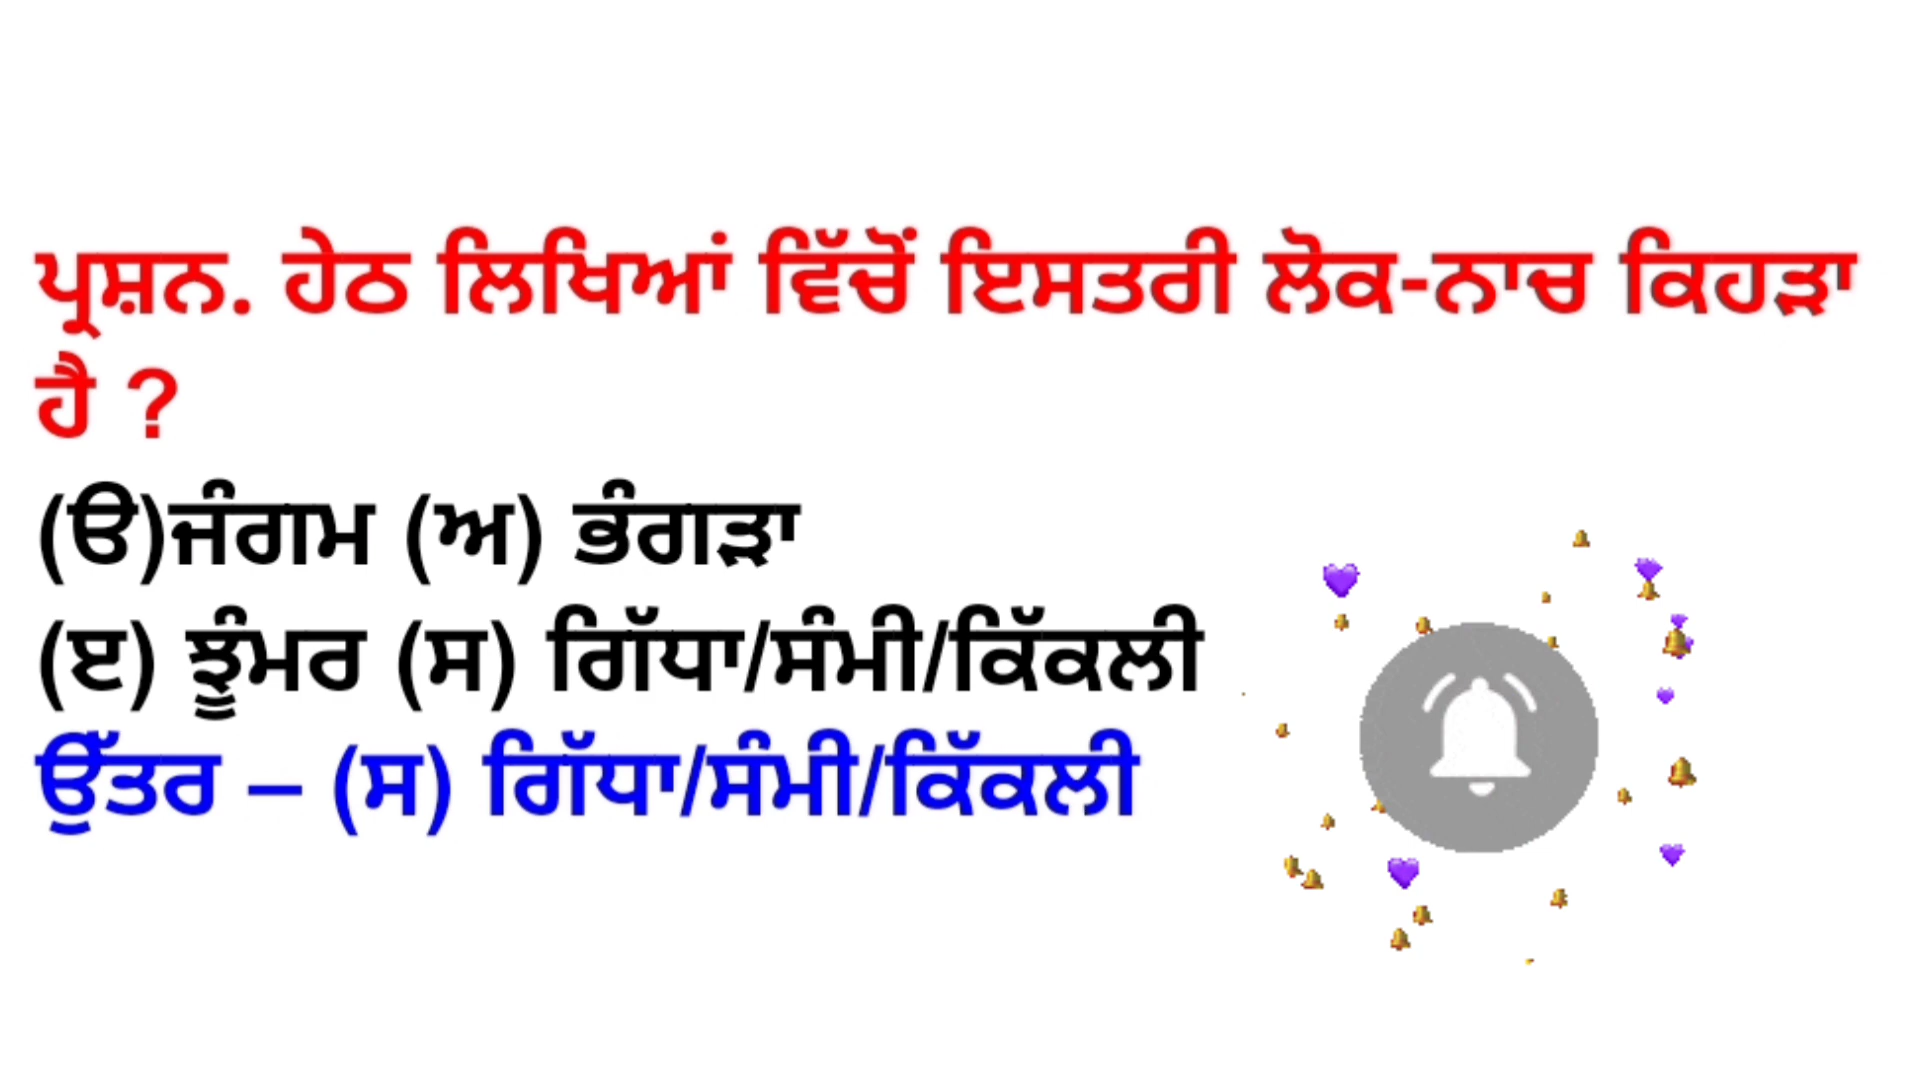 ਪ੍ਰਸ਼ਨ. ਹੇਠ ਲਿਖਿਆਂ ਵਿੱਚੋਂ ਇਸਤਰੀ ਲੋਕ-ਨਾਚ ਕਿਹੜਾ
ਹੈ ?
(ੳ)ਜੰਗਮ (ਅ) ਭੰਗੜਾ
(ੲ) ਝੂੰਮਰ (ਸ) ਗਿੱਧਾ/ਸੰਮੀ/ਕਿੱਕਲੀ
ਉੱਤਰ – (ਸ) ਗਿੱਧਾ/ਸੰਮੀ/ਕਿੱਕਲੀ